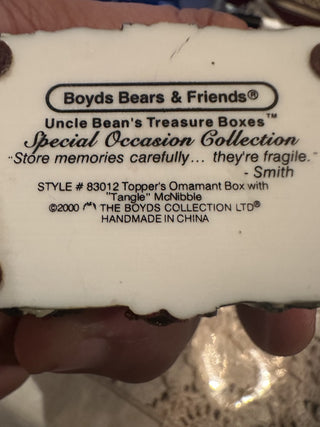 Boyds Bears & Friends®
Uncle Bean's Treasure Boxes™
Special Occasion Collection
"Store memories carefully... they're fragile."
- Smith
STYLE # 83012 Topper's Ornamant Box with
"Tangle" McNibble
©2000 THE BOYDS COLLECTION LTD®
HANDMADE IN CHINA